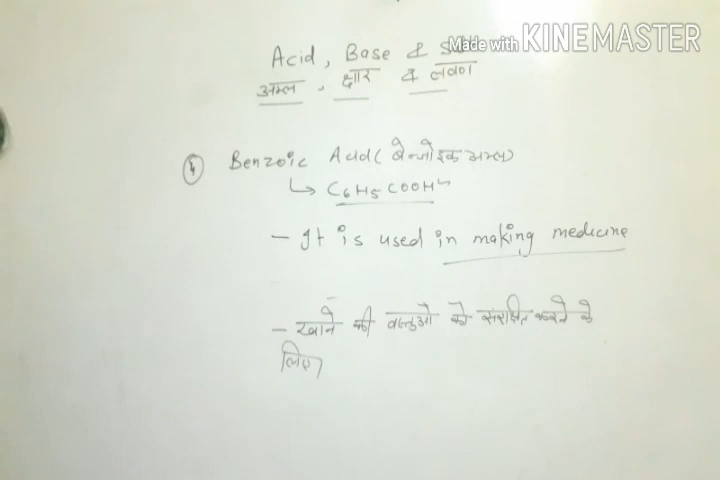 Made with KINEMASTER
Acid, Base &
अम्ल, क्षार व लवण
4 Benzoic Acid (बेन्जोइक अम्ल)
↳ C6H5COOH
- It is used in making medicine
- खाने की वस्तुओ को संरक्षित करने के
लिए